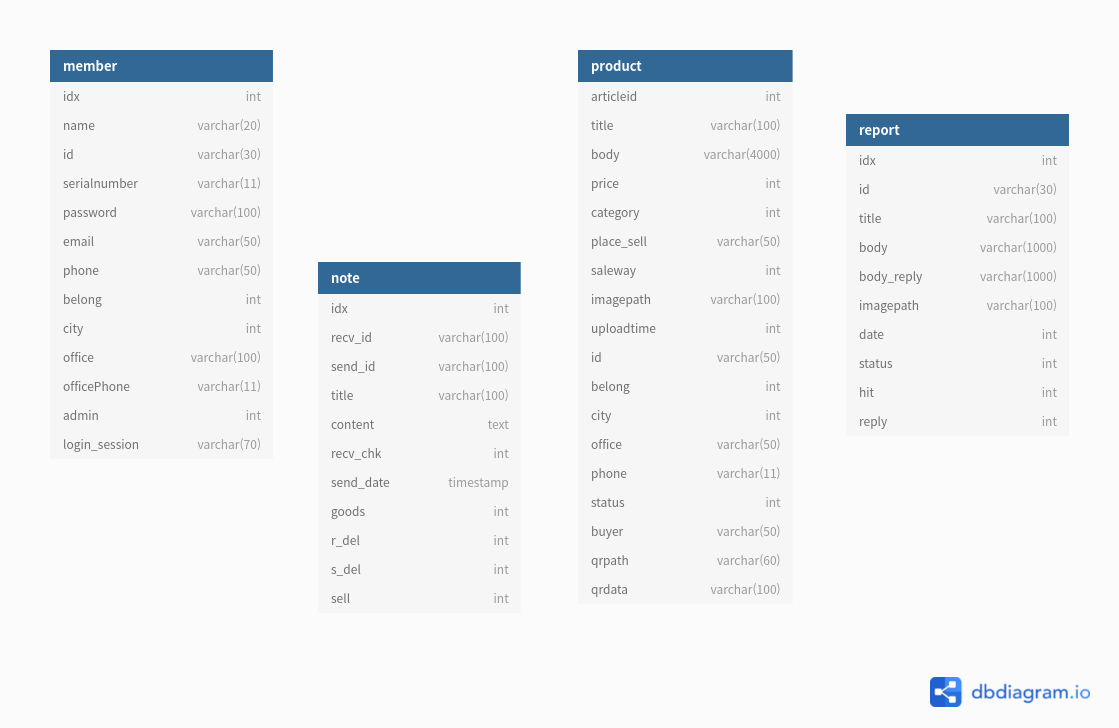 member
idx int
name varchar(20)
id varchar(30)
serialnumber varchar(11)
password varchar(100)
email varchar(50)
phone varchar(50)
belong int
city int
office varchar(100)
officePhone varchar(11)
admin int
login_session varchar(70)
note
idx int
recv_id varchar(100)
send_id varchar(100)
title varchar(100)
content text
recv_chk int
send_date timestamp
goods int
r_del int
s_del int
sell int
product
articleid int
title varchar(100)
body varchar(4000)
price int
category int
place_sell varchar(50)
saleway int
imagepath varchar(100)
uploadtime int
id varchar(50)
belong int
city int
office varchar(50)
phone varchar(11)
status int
buyer varchar(50)
qrpath varchar(60)
qrdata varchar(100)
report
idx int
id varchar(30)
title varchar(100)
body varchar(1000)
body_reply varchar(1000)
imagepath varchar(100)
date int
status int
hit int
reply int
dbdiagram.io